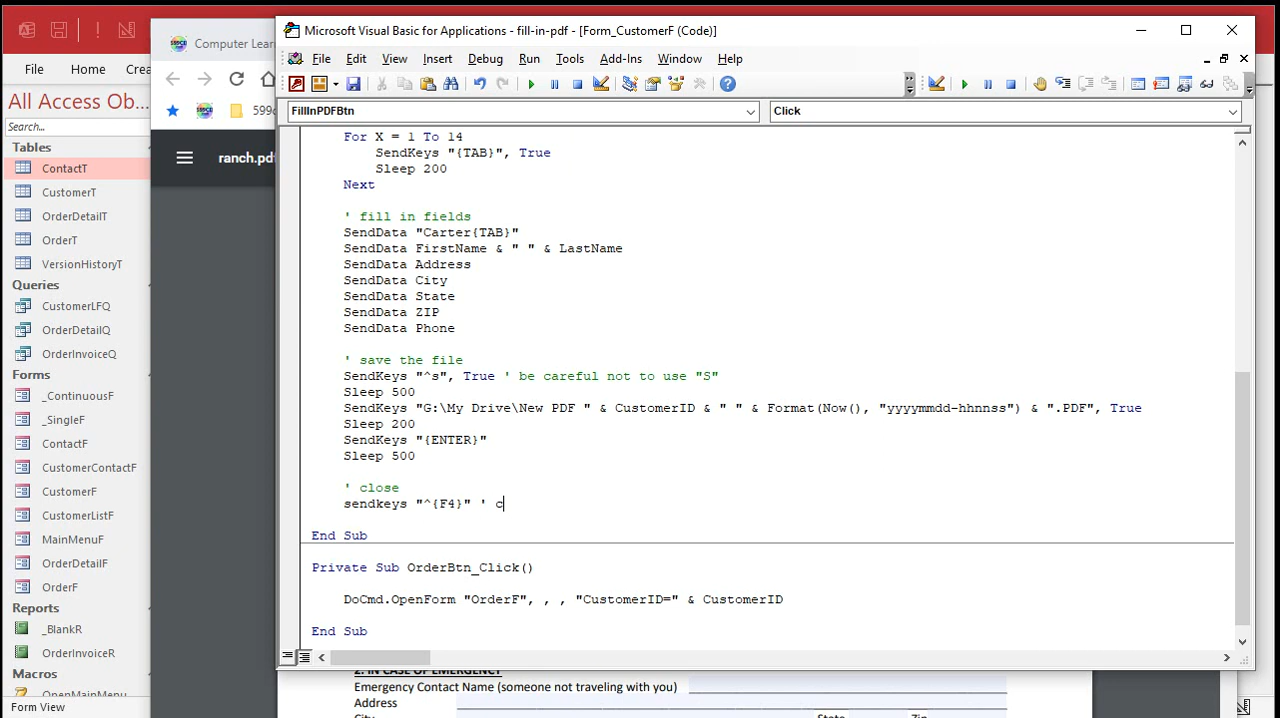 Microsoft Visual Basic for Applications - fill-in-pdf - [Form_CustomerF (Code)]
Computer Lear
File Home Crea
File Edit View Insert Debug Run Tools Add-Ins Window Help
All Access Ob...
599c
FillInPDFBtn
Click
Search...
ranch.pdf
Tables
ContactT
CustomerT
OrderDetailT
OrderT
VersionHistoryT
Queries
CustomerLFQ
OrderDetailQ
OrderInvoiceQ
Forms
_ContinuousF
_SingleF
ContactF
CustomerContactF
CustomerF
CustomerListF
MainMenuF
OrderDetailF
OrderF
Reports
_BlankR
OrderInvoiceR
Macros
OpenMainMenu
Form View
For X = 1 To 14
SendKeys "{TAB}", True
Sleep 200
Next
' fill in fields
SendData "Carter{TAB}"
SendData FirstName & " " & LastName
SendData Address
SendData City
SendData State
SendData ZIP
SendData Phone
' save the file
SendKeys "^s", True ' be careful not to use "S"
Sleep 500
SendKeys "G:\My Drive\New PDF " & CustomerID & " " & Format(Now(), "yyyymmdd-hhnnss") & ".PDF", True
Sleep 200
SendKeys "{ENTER}"
Sleep 500
' close
sendkeys "^{F4}" ' c
End Sub
Private Sub OrderBtn_Click()
DoCmd.OpenForm "OrderF", , , "CustomerID=" & CustomerID
End Sub
2. IN CASE OF EMERGENCY
Emergency Contact Name (someone not traveling with you)
Address
City State Zip